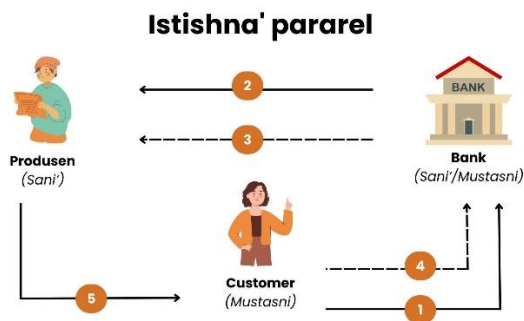 Istishna' pararel
BANK
2
3
Produsen
(Sani')
Bank
(Sani'/Mustasni)
Customer
(Mustasni)
4
5
1